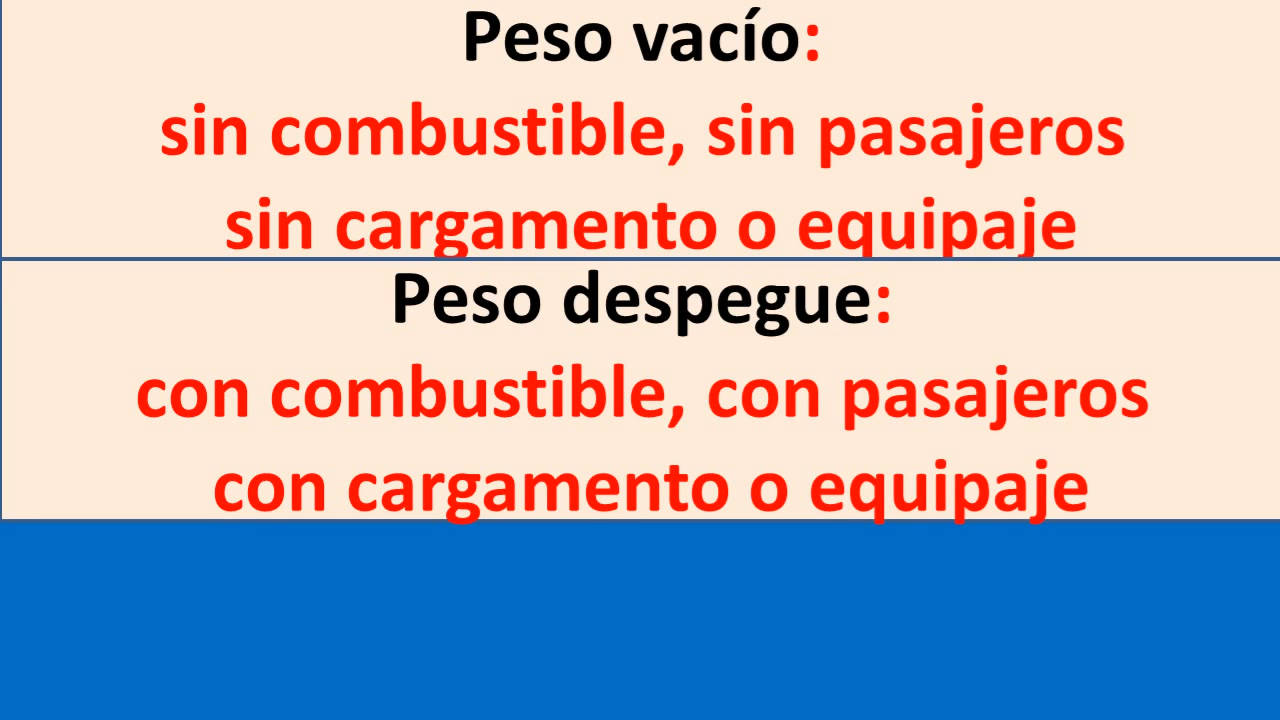 Peso vacío:
sin combustible, sin pasajeros
sin cargamento o equipaje
Peso despegue:
con combustible, con pasajeros
con cargamento o equipaje